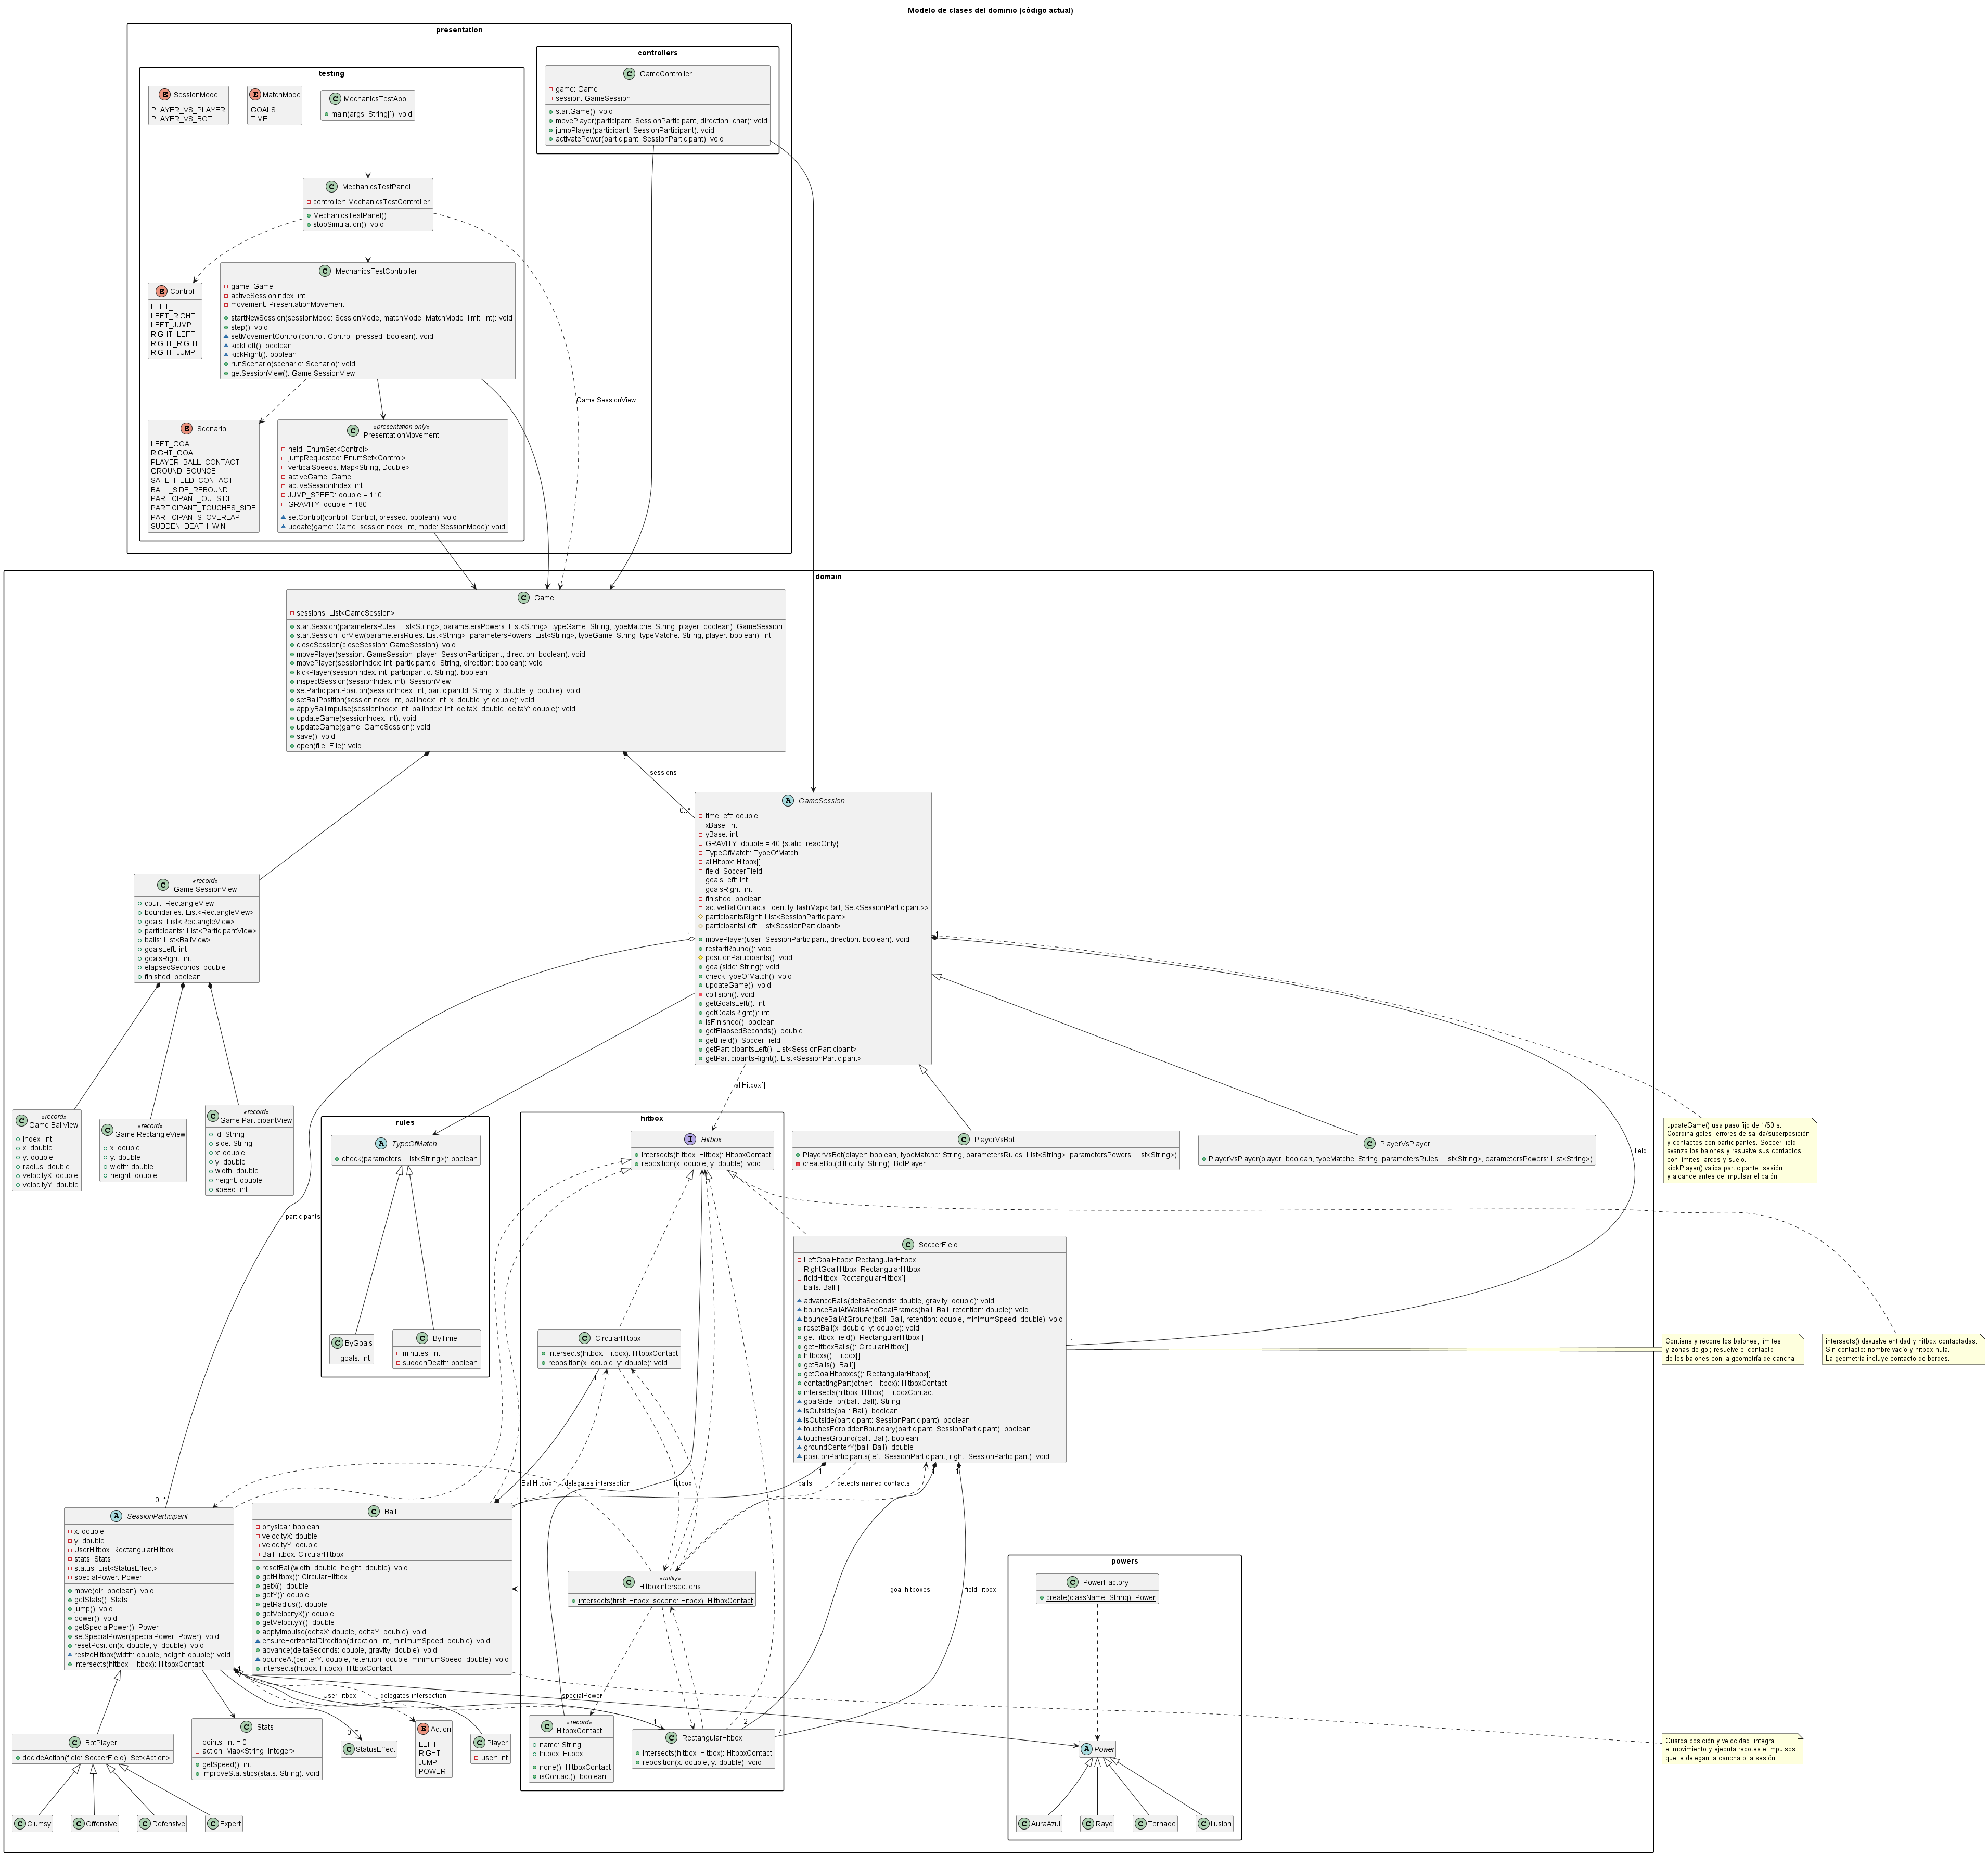 Modelo de clases del dominio (código actual)
presentation
testing
SessionMode
PLAYER_VS_PLAYER
PLAYER_VS_BOT
MatchMode
GOALS
TIME
MechanicsTestApp
main(args: String[]): void
controllers
GameController
game: Game
session: GameSession
startGame(): void
movePlayer(participant: SessionParticipant, direction: char): void
jumpPlayer(participant: SessionParticipant): void
activatePower(participant: SessionParticipant): void
MechanicsTestPanel
controller: MechanicsTestController
MechanicsTestPanel()
stopSimulation(): void
Control
LEFT_LEFT
LEFT_RIGHT
LEFT_JUMP
RIGHT_LEFT
RIGHT_RIGHT
RIGHT_JUMP
MechanicsTestController
game: Game
activeSessionIndex: int
movement: PresentationMovement
startNewSession(sessionMode: SessionMode, matchMode: MatchMode, limit: int): void
step(): void
setMovementControl(control: Control, pressed: boolean): void
kickLeft(): boolean
kickRight(): boolean
runScenario(scenario: Scenario): void
getSessionView(): Game.SessionView
Game.SessionView
Scenario
LEFT_GOAL
RIGHT_GOAL
PLAYER_BALL_CONTACT
GROUND_BOUNCE
SAFE_FIELD_CONTACT
BALL_SIDE_REBOUND
PARTICIPANT_OUTSIDE
PARTICIPANT_TOUCHES_SIDE
PARTICIPANTS_OVERLAP
SUDDEN_DEATH_WIN
«presentation-only»
PresentationMovement
held: EnumSet<Control>
jumpRequested: EnumSet<Control>
verticalSpeeds: Map<String, Double>
activeGame: Game
activeSessionIndex: int
JUMP_SPEED: double = 110
GRAVITY: double = 180
setControl(control: Control, pressed: boolean): void
update(game: Game, sessionIndex: int, mode: SessionMode): void
domain
Game
sessions: List<GameSession>
startSession(parametersRules: List<String>, parametersPowers: List<String>, typeGame: String, typeMatche: String, player: boolean): GameSession
startSessionForView(parametersRules: List<String>, parametersPowers: List<String>, typeGame: String, typeMatche: String, player: boolean): int
closeSession(closeSession: GameSession): void
movePlayer(session: GameSession, player: SessionParticipant, direction: boolean): void
movePlayer(sessionIndex: int, participantId: String, direction: boolean): void
kickPlayer(sessionIndex: int, participantId: String): boolean
inspectSession(sessionIndex: int): SessionView
setParticipantPosition(sessionIndex: int, participantId: String, x: double, y: double): void
setBallPosition(sessionIndex: int, ballIndex: int, x: double, y: double): void
applyBallImpulse(sessionIndex: int, ballIndex: int, deltaX: double, deltaY: double): void
updateGame(sessionIndex: int): void
updateGame(game: GameSession): void
save(): void
open(file: File): void
1
sessions
0..*
GameSession
timeLeft: double
xBase: int
yBase: int
GRAVITY: double = 40 {static, readOnly}
TypeOfMatch: TypeOfMatch
allHitbox: Hitbox[]
field: SoccerField
goalsLeft: int
goalsRight: int
finished: boolean
activeBallContacts: IdentityHashMap<Ball, Set<SessionParticipant>>
participantsRight: List<SessionParticipant>
participantsLeft: List<SessionParticipant>
movePlayer(user: SessionParticipant, direction: boolean): void
restartRound(): void
positionParticipants(): void
goal(side: String): void
checkTypeOfMatch(): void
updateGame(): void
collision(): void
getGoalsLeft(): int
getGoalsRight(): int
isFinished(): boolean
getElapsedSeconds(): double
getField(): SoccerField
getParticipantsLeft(): List<SessionParticipant>
getParticipantsRight(): List<SessionParticipant>
1
1
«record»
Game.SessionView
court: RectangleView
boundaries: List<RectangleView>
goals: List<RectangleView>
participants: List<ParticipantView>
balls: List<BallView>
goalsLeft: int
goalsRight: int
elapsedSeconds: double
finished: boolean
allHitbox[]
«record»
Game.BallView
index: int
x: double
y: double
radius: double
velocityX: double
velocityY: double
«record»
Game.RectangleView
x: double
y: double
width: double
height: double
«record»
Game.ParticipantView
id: String
side: String
x: double
y: double
width: double
height: double
speed: int
rules
TypeOfMatch
check(parameters: List<String>): boolean
ByGoals
goals: int
ByTime
minutes: int
suddenDeath: boolean
hitbox
Hitbox
intersects(hitbox: Hitbox): HitboxContact
reposition(x: double, y: double): void
PlayerVsBot
PlayerVsBot(player: boolean, typeMatche: String, parametersRules: List<String>, parametersPowers: List<String>)
createBot(difficulty: String): BotPlayer
PlayerVsPlayer
PlayerVsPlayer(player: boolean, typeMatche: String, parametersRules: List<String>, parametersPowers: List<String>)
field
updateGame() usa paso fijo de 1/60 s.
Coordina goles, errores de salida/superposición
y contactos con participantes. SoccerField
avanza los balones y resuelve sus contactos
con límites, arcos y suelo.
kickPlayer() valida participante, sesión
y alcance antes de impulsar el balón.
participants
SoccerField
LeftGoalHitbox: RectangularHitbox
RightGoalHitbox: RectangularHitbox
fieldHitbox: RectangularHitbox[]
balls: Ball[]
advanceBalls(deltaSeconds: double, gravity: double): void
bounceBallAtWallsAndGoalFrames(ball: Ball, retention: double): void
bounceBallAtGround(ball: Ball, retention: double, minimumSpeed: double): void
resetBall(x: double, y: double): void
getHitboxField(): RectangularHitbox[]
getHitboxBalls(): CircularHitbox[]
hitboxs(): Hitbox[]
getBalls(): Ball[]
getGoalHitboxes(): RectangularHitbox[]
contactingPart(other: Hitbox): HitboxContact
intersects(hitbox: Hitbox): HitboxContact
goalSideFor(ball: Ball): String
isOutside(ball: Ball): boolean
isOutside(participant: SessionParticipant): boolean
touchesForbiddenBoundary(participant: SessionParticipant): boolean
touchesGround(ball: Ball): boolean
groundCenterY(ball: Ball): double
positionParticipants(left: SessionParticipant, right: SessionParticipant): void
1
Contiene y recorre los balones, límites
y zonas de gol; resuelve el contacto
de los balones con la geometría de cancha.
intersects() devuelve entidad y hitbox contactadas.
Sin contacto: nombre vacío y hitbox nula.
La geometría incluye contacto de bordes.
CircularHitbox
intersects(hitbox: Hitbox): HitboxContact
reposition(x: double, y: double): void
1
BallHitbox
delegates intersection
hitbox
balls
detects named contacts
1
1
1
0..*
1
1..*
SessionParticipant
x: double
y: double
UserHitbox: RectangularHitbox
stats: Stats
status: List<StatusEffect>
specialPower: Power
move(dir: boolean): void
getStats(): Stats
jump(): void
power(): void
getSpecialPower(): Power
setSpecialPower(specialPower: Power): void
resetPosition(x: double, y: double): void
resizeHitbox(width: double, height: double): void
intersects(hitbox: Hitbox): HitboxContact
Ball
physical: boolean
velocityX: double
velocityY: double
BallHitbox: CircularHitbox
resetBall(width: double, height: double): void
getHitbox(): CircularHitbox
getX(): double
getY(): double
getRadius(): double
getVelocityX(): double
getVelocityY(): double
applyImpulse(deltaX: double, deltaY: double): void
ensureHorizontalDirection(direction: int, minimumSpeed: double): void
advance(deltaSeconds: double, gravity: double): void
bounceAt(centerY: double, retention: double, minimumSpeed: double): void
intersects(hitbox: Hitbox): HitboxContact
«utility»
HitboxIntersections
intersects(first: Hitbox, second: Hitbox): HitboxContact
goal hitboxes
fieldHitbox
powers
PowerFactory
create(className: String): Power
1
UserHitbox
delegates intersection
specialPower
1
2
4
0..*
BotPlayer
decideAction(field: SoccerField): Set<Action>
Stats
points: int = 0
action: Map<String, Integer>
getSpeed(): int
ImproveStatistics(stats: String): void
StatusEffect
Action
LEFT
RIGHT
JUMP
POWER
Player
user: int
«record»
HitboxContact
name: String
hitbox: Hitbox
none(): HitboxContact
isContact(): boolean
RectangularHitbox
intersects(hitbox: Hitbox): HitboxContact
reposition(x: double, y: double): void
Power
Guarda posición y velocidad, integra
el movimiento y ejecuta rebotes e impulsos
que le delegan la cancha o la sesión.
Clumsy
Offensive
Defensive
Expert
AuraAzul
Rayo
Tornado
Ilusion